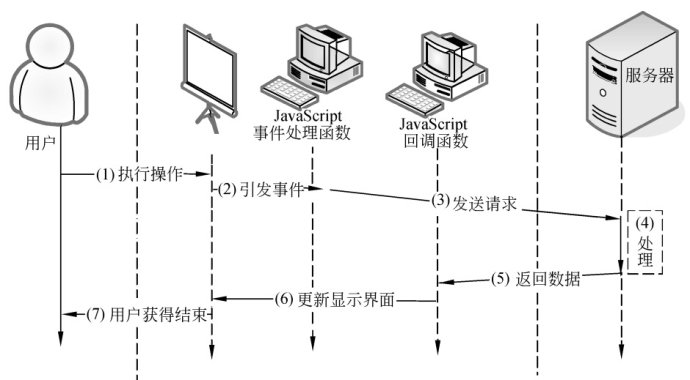 服务器
JavaScript
事件处理函数
JavaScript
回调函数
用户
(1) 执行操作
(2) 引发事件
(3) 发送请求
(4)
处
理
(5) 返回数据
(6) 更新显示界面
(7) 用户获得结束